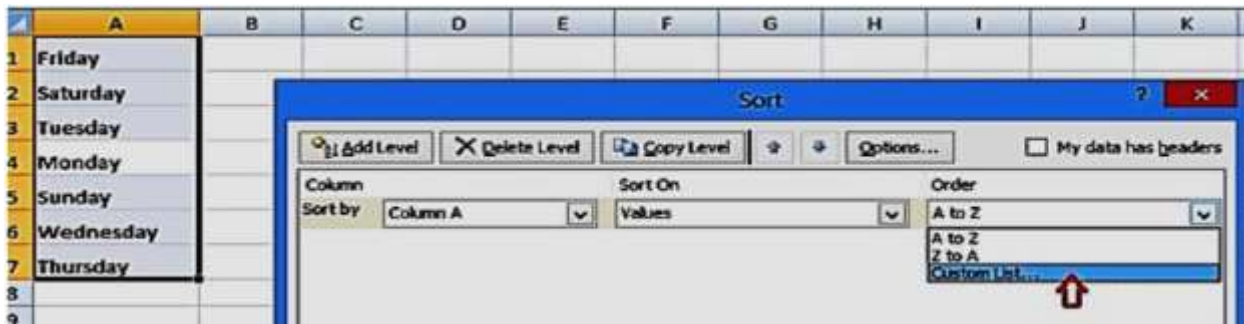 A B C D E F G H I J K
1 Friday
2 Saturday
3 Tuesday
4 Monday
5 Sunday
6 Wednesday
7 Thursday
8
9
Sort ?
Add Level Delete Level Copy Level Options... My data has headers
Column Sort On Order
Sort by Column A Values A to Z
A to Z
Z to A
Custom List...